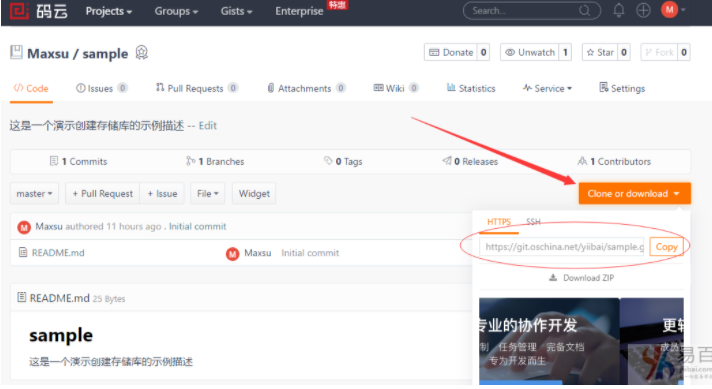 码云 Projects Groups Gists Enterprise 特惠 Search... M
Maxsu / sample Donate 0 Unwatch 1 Star 0 Fork 0
Code Issues 0 Pull Requests 0 Attachments 0 Wiki 0 Statistics Service Settings
这是一个演示创建存储库的示例描述 -- Edit
1 Commits 1 Branches 0 Tags 0 Releases 1 Contributors
master + Pull Request + Issue File Widget Clone or download
HTTPS SSH
M Maxsu authored 11 hours ago . Initial commit
https://git.oschina.net/yiibai/sample.g Copy
README.md M Maxsu Initial commit
Download ZIP
README.md 25 Bytes
sample
专业的协作开发
任务管理 完备文档
专为开发而生
这是一个演示创建存储库的示例描述
易百
yiibai.com